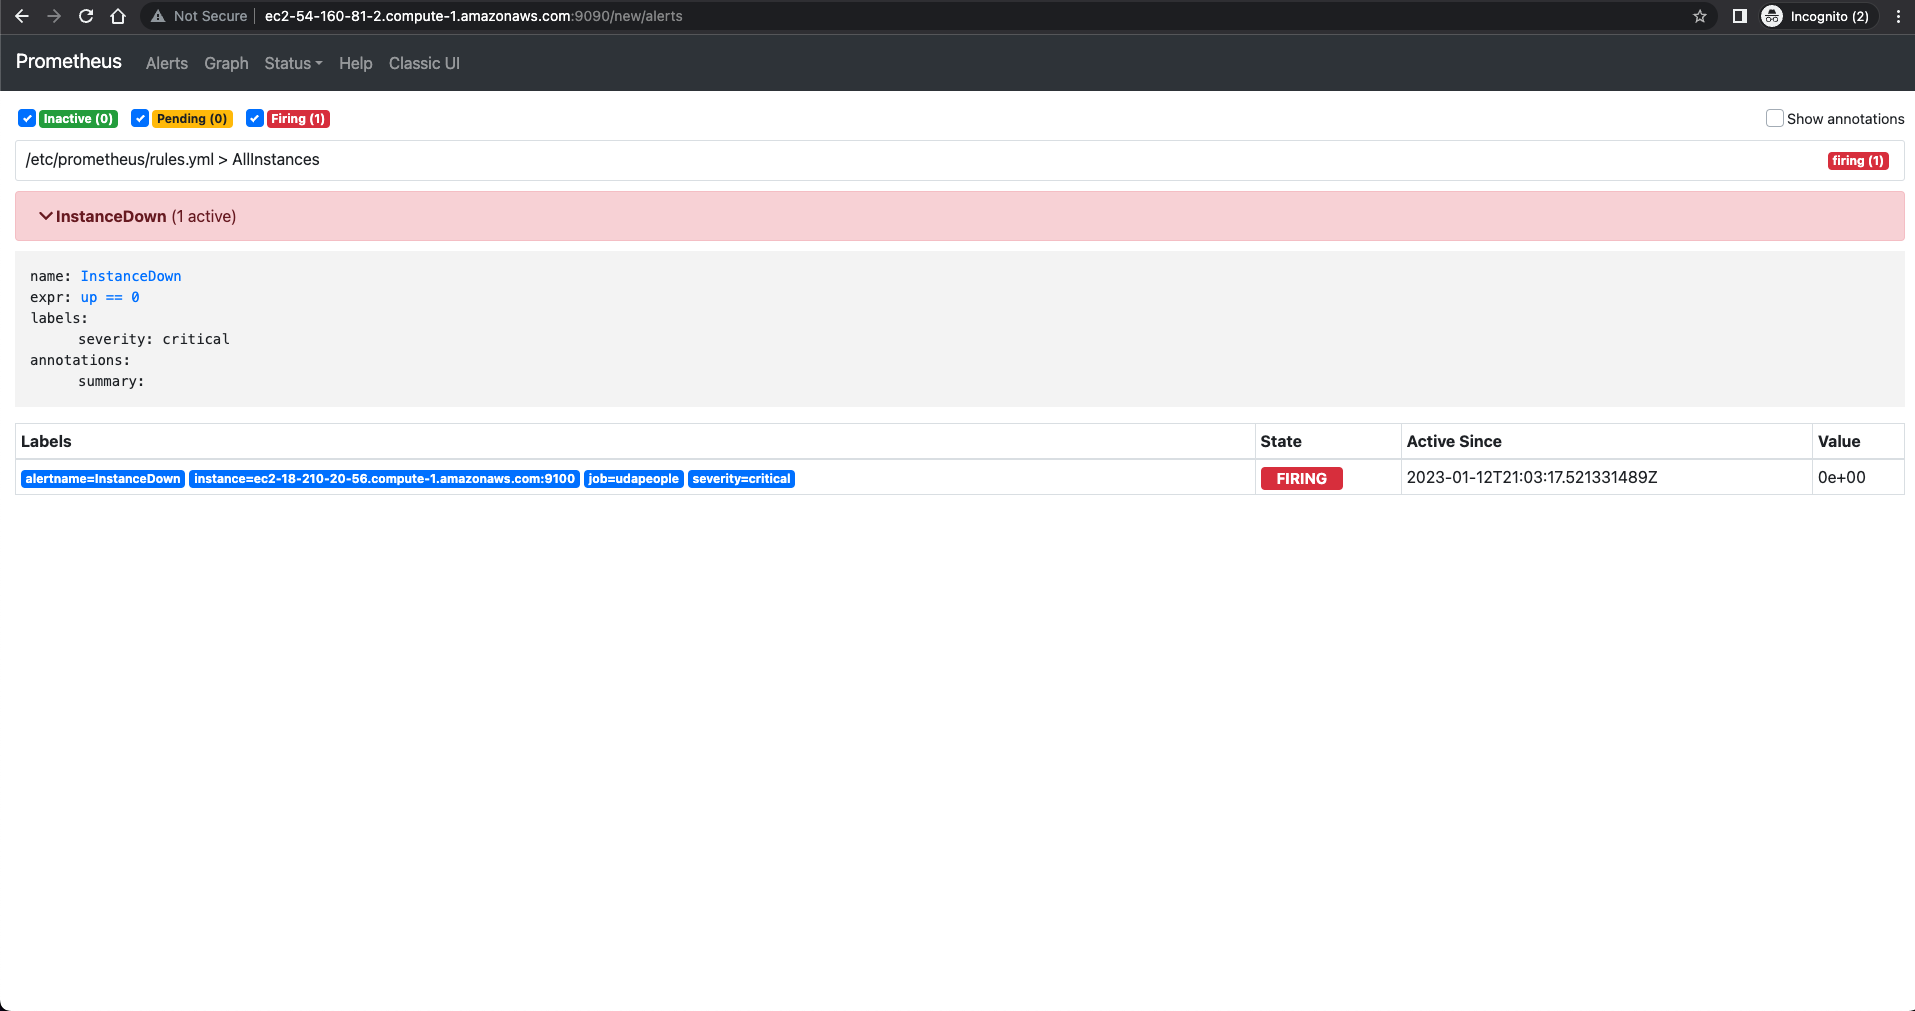 Not Secure ec2-54-160-81-2.compute-1.amazonaws.com:9090/new/alerts Incognito (2)
Prometheus Alerts Graph Status Help Classic UI
Inactive (0) Pending (0) Firing (1) Show annotations
/etc/prometheus/rules.yml > AllInstances firing (1)
InstanceDown (1 active)
name: InstanceDown
expr: up == 0
labels:
severity: critical
annotations:
summary:
Labels State Active Since Value
alertname=InstanceDown instance=ec2-18-210-20-56.compute-1.amazonaws.com:9100 job=udapeople severity=critical FIRING 2023-01-12T21:03:17.521331489Z 0e+00